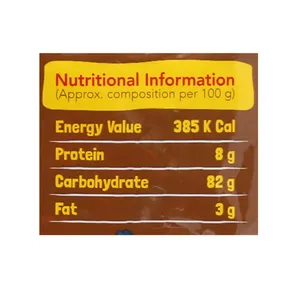 Nutritional Information
(Approx. composition per 100 g)
Energy Value 385 K Cal
Protein 8 g
Carbohydrate 82 g
Fat 3 g